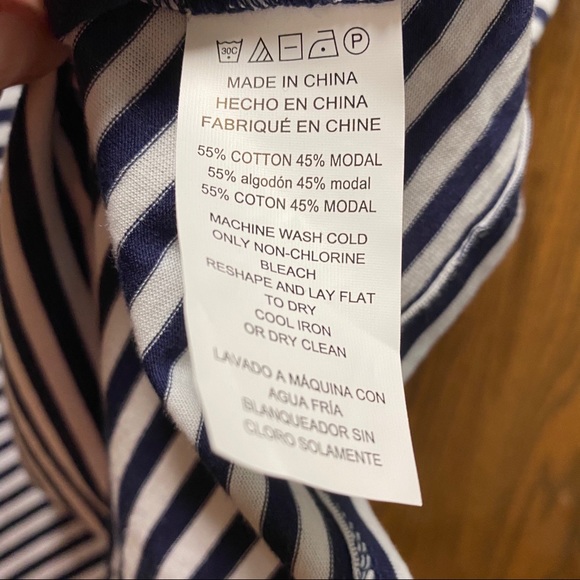 30C P
MADE IN CHINA
HECHO EN CHINA
FABRIQUÉ EN CHINE
55% COTTON 45% MODAL
55% algodón 45% modal
55% COTON 45% MODAL
MACHINE WASH COLD
ONLY NON-CHLORINE
BLEACH
RESHAPE AND LAY FLAT
TO DRY
COOL IRON
OR DRY CLEAN
LAVADO A MÁQUINA CON
AGUA FRÍA
BLANQUEADOR SIN
CLORO SOLAMENTE